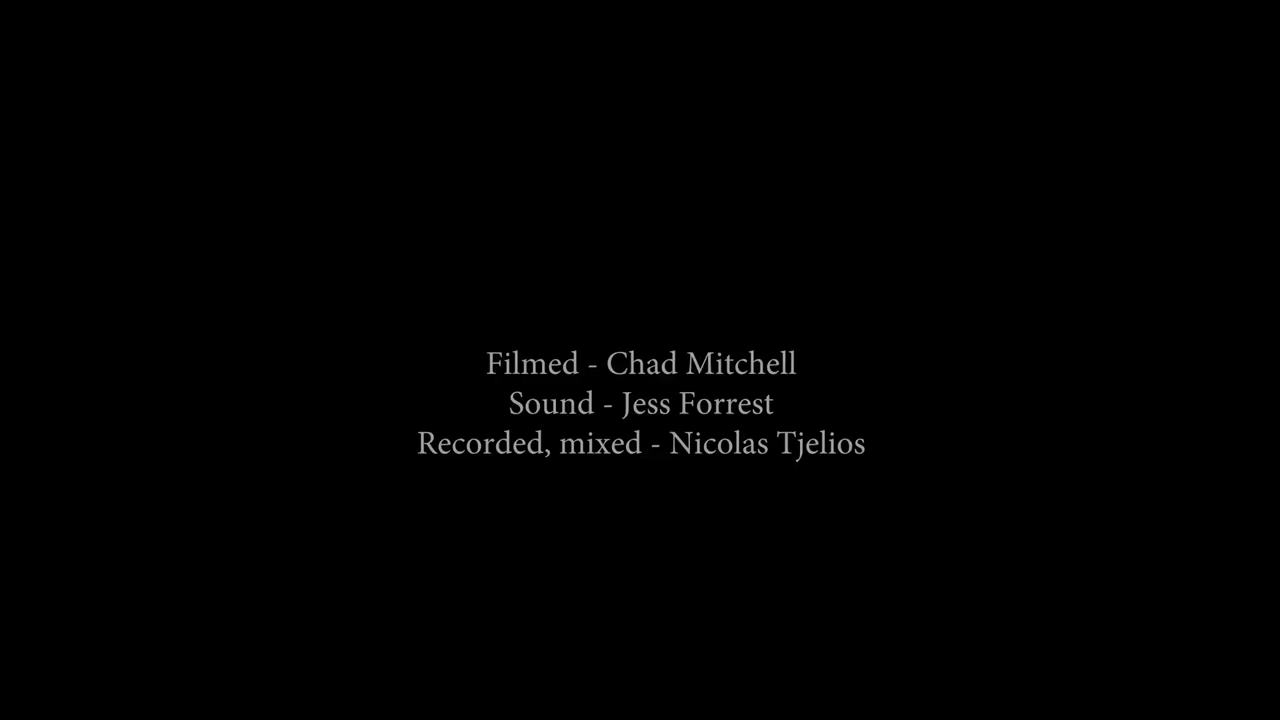 Filmed - Chad Mitchell
Sound - Jess Forrest
Recorded, mixed - Nicolas Tjelios